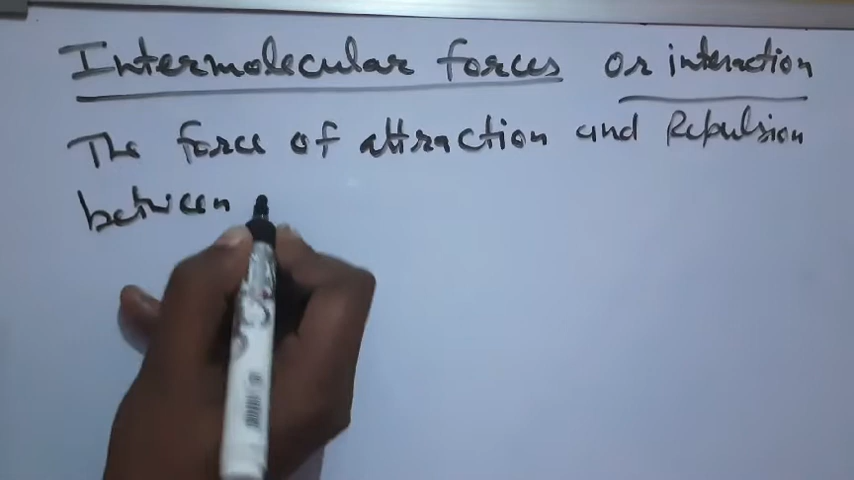 Intermolecular forces or interaction
The force of attraction and Repulsion
between